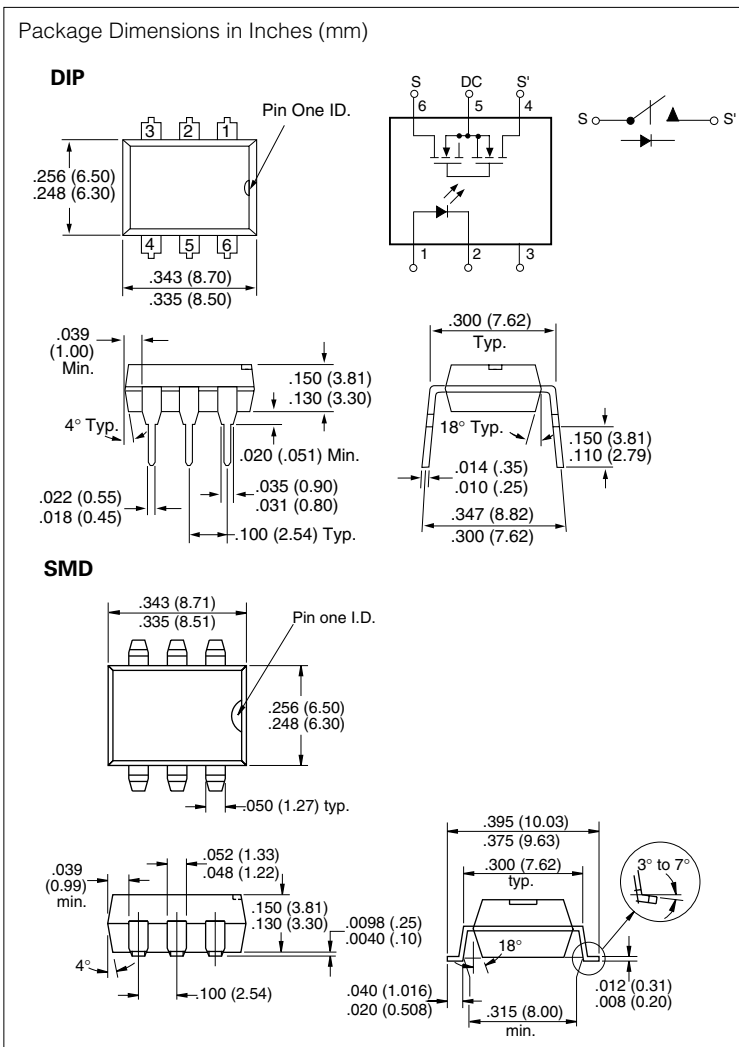 Package Dimensions in Inches (mm)
DIP
3 2 1
Pin One ID.
.256 (6.50)
.248 (6.30)
4 5 6
.343 (8.70)
.335 (8.50)
S DC S'
6 5 4
1 2 3
S S'
.039
(1.00)
Min.
4° Typ.
.150 (3.81)
.130 (3.30)
.020 (.051) Min.
.022 (0.55)
.018 (0.45)
.035 (0.90)
.031 (0.80)
.100 (2.54) Typ.
.300 (7.62)
Typ.
18° Typ.
.150 (3.81)
.110 (2.79)
.014 (.35)
.010 (.25)
.347 (8.82)
.300 (7.62)
SMD
.343 (8.71)
.335 (8.51)
Pin one I.D.
.256 (6.50)
.248 (6.30)
.050 (1.27) typ.
.039
(0.99)
min.
.052 (1.33)
.048 (1.22)
.150 (3.81)
.130 (3.30)
.0098 (.25)
.0040 (.10)
4°
.100 (2.54)
.395 (10.03)
.375 (9.63)
.300 (7.62)
typ.
3° to 7°
18°
.040 (1.016)
.020 (0.508)
.315 (8.00)
min.
.012 (0.31)
.008 (0.20)